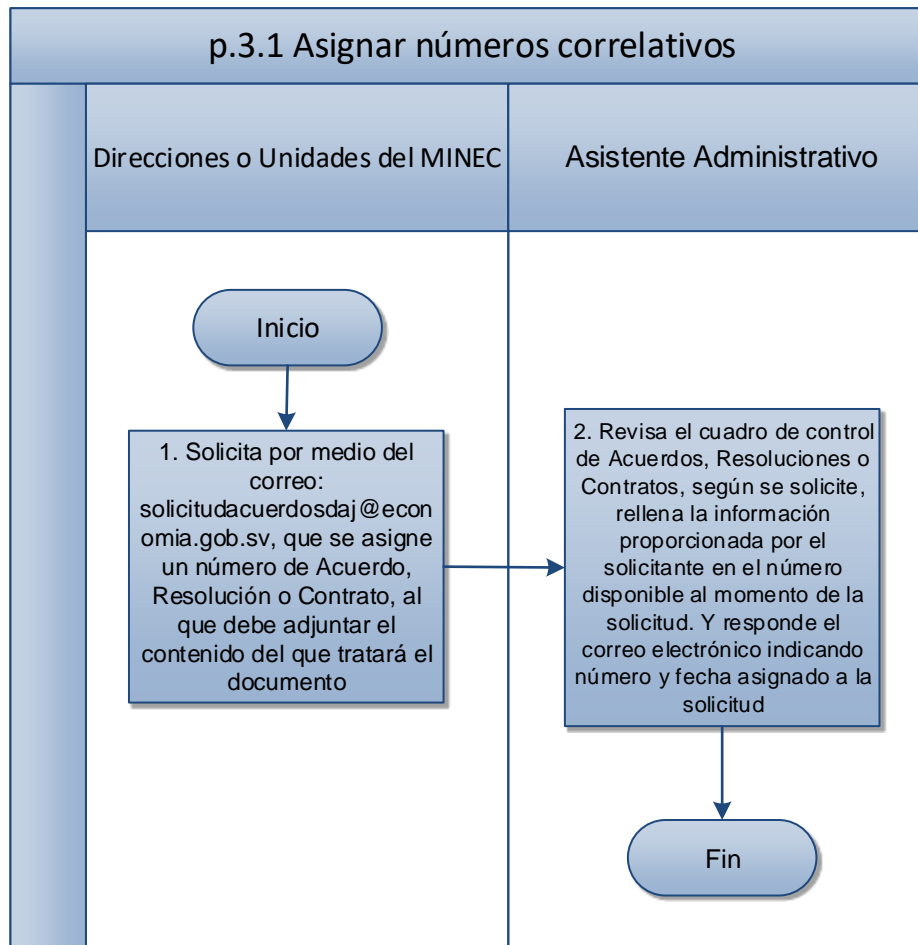 p.3.1 Asignar números correlativos
Direcciones o Unidades del MINEC
Asistente Administrativo
Inicio
1. Solicita por medio del
correo:
solicitudacuerdosdaj@econ
omia.gob.sv, que se asigne
un número de Acuerdo,
Resolución o Contrato, al
que debe adjuntar el
contenido del que tratará el
documento
2. Revisa el cuadro de control
de Acuerdos, Resoluciones o
Contratos, según se solicite,
rellena la información
proporcionada por el
solicitante en el número
disponible al momento de la
solicitud. Y responde el
correo electrónico indicando
número y fecha asignado a la
solicitud
Fin